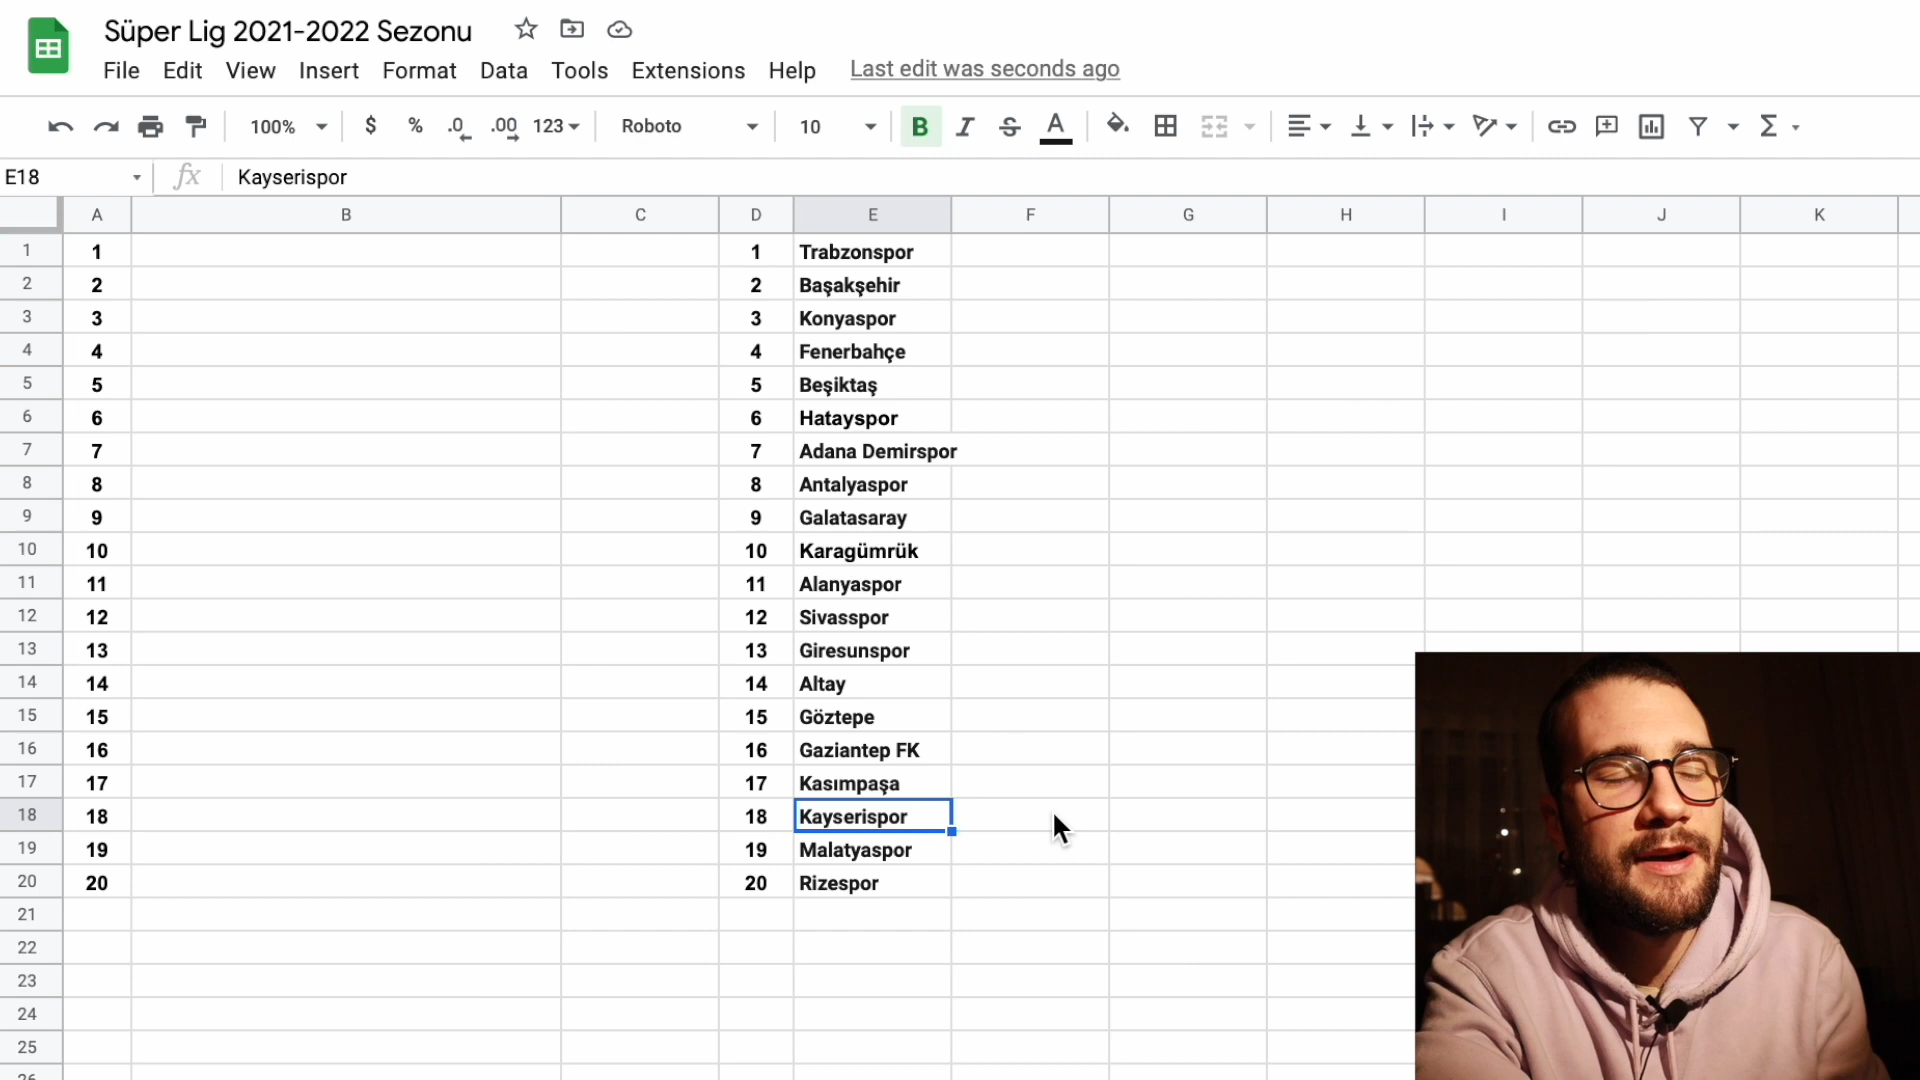 Süper Lig 2021-2022 Sezonu
File Edit View Insert Format Data Tools Extensions Help Last edit was seconds ago
100% $ % .0 .00 123 Roboto 10 B I S A
E18 fx Kayserispor
A B C D E F G H I J K
1 1 1 Trabzonspor
2 2 2 Başakşehir
3 3 3 Konyaspor
4 4 4 Fenerbahçe
5 5 5 Beşiktaş
6 6 6 Hatayspor
7 7 7 Adana Demirspor
8 8 8 Antalyaspor
9 9 9 Galatasaray
10 10 10 Karagümrük
11 11 11 Alanyaspor
12 12 12 Sivasspor
13 13 13 Giresunspor
14 14 14 Altay
15 15 15 Göztepe
16 16 16 Gaziantep FK
17 17 17 Kasımpaşa
18 18 18 Kayserispor
19 19 19 Malatyaspor
20 20 20 Rizespor
21
22
23
24
25
26